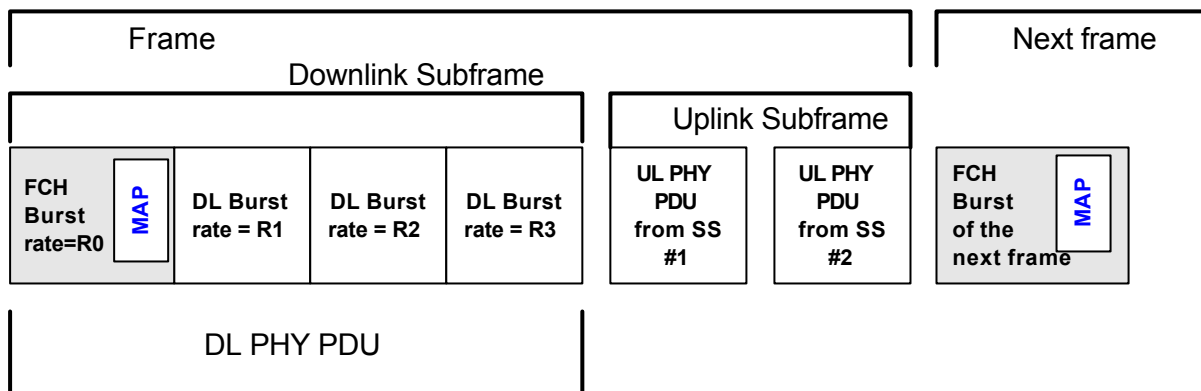 Frame
Next frame
Downlink Subframe
Uplink Subframe
FCH
Burst
rate=R0
MAP
DL Burst
rate = R1
DL Burst
rate = R2
DL Burst
rate = R3
UL PHY
PDU
from SS
#1
UL PHY
PDU
from SS
#2
FCH
Burst
of the
next frame
MAP
DL PHY PDU